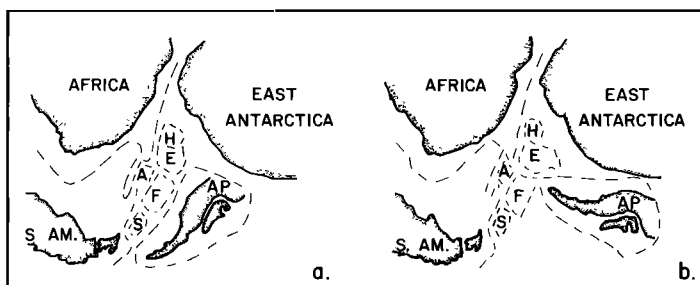 AFRICA
EAST
ANTARCTICA
H
E
A
F
S
AP
S. AM.
a.
AFRICA
EAST
ANTARCTICA
H
E
A
F
S
AP
S. AM.
b.